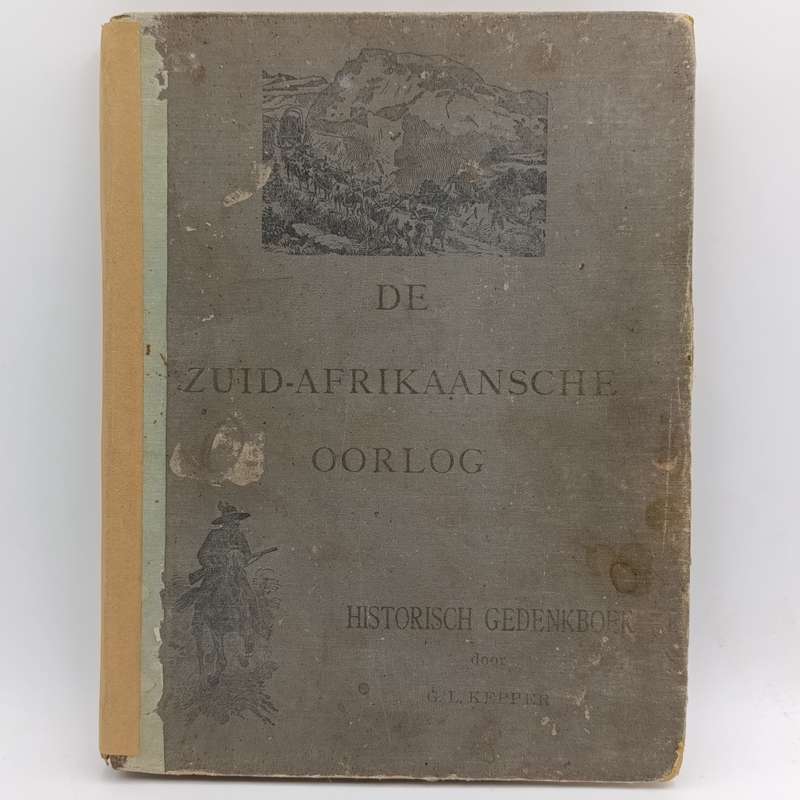 DE
ZUID-AFRIKAANSCHE
OORLOG
HISTORISCH GEDENKBOEK
door
G. L. KEPPER